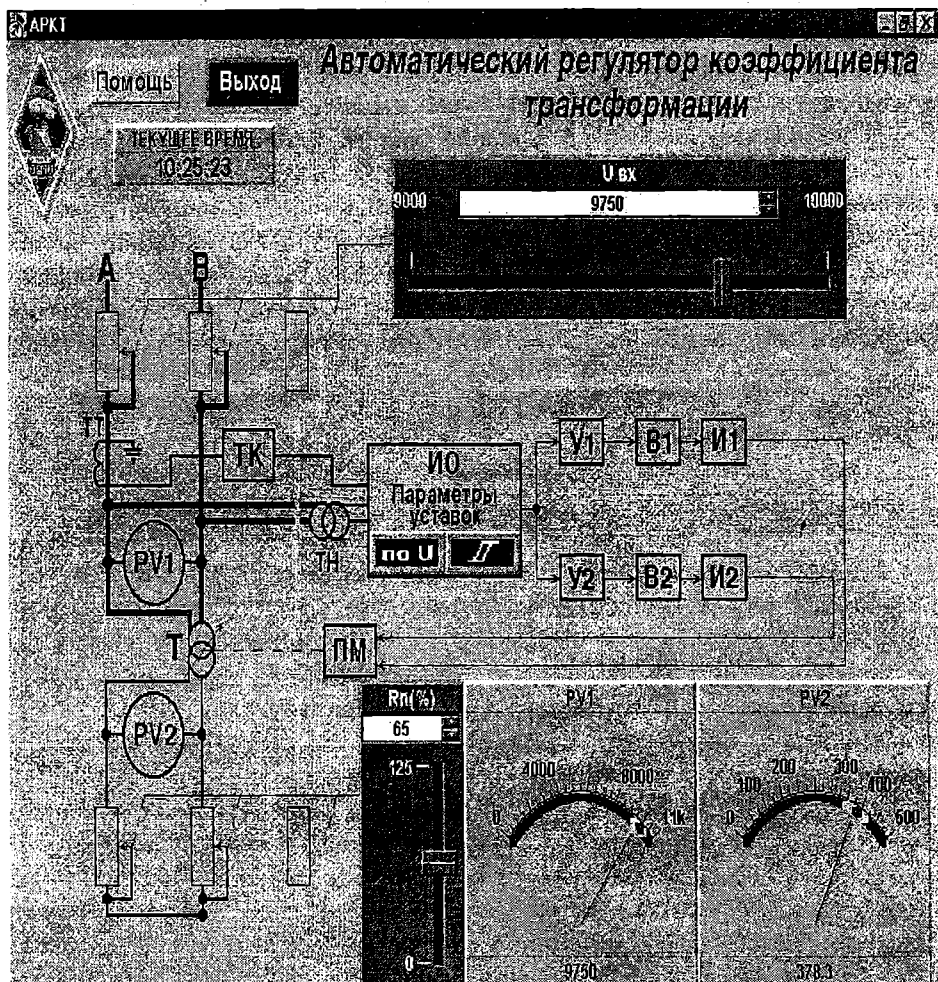 АРКТ
Помощь
Выход
Автоматический регулятор коэффициента
трансформации
ТЕКУЩЕЕ ВРЕМЯ
10:25:23
U вх
9000
9750
10000
А
В
ТТ
ТК
ИО
Параметры
уставок
по U
ТН
У1
В1
И1
У2
В2
И2
PV1
Т
ПМ
PV2
Rn(%)
65
125
0
PV1
0
4000
8000
11k
9750
PV2
0
100
200
300
400
500
378.3